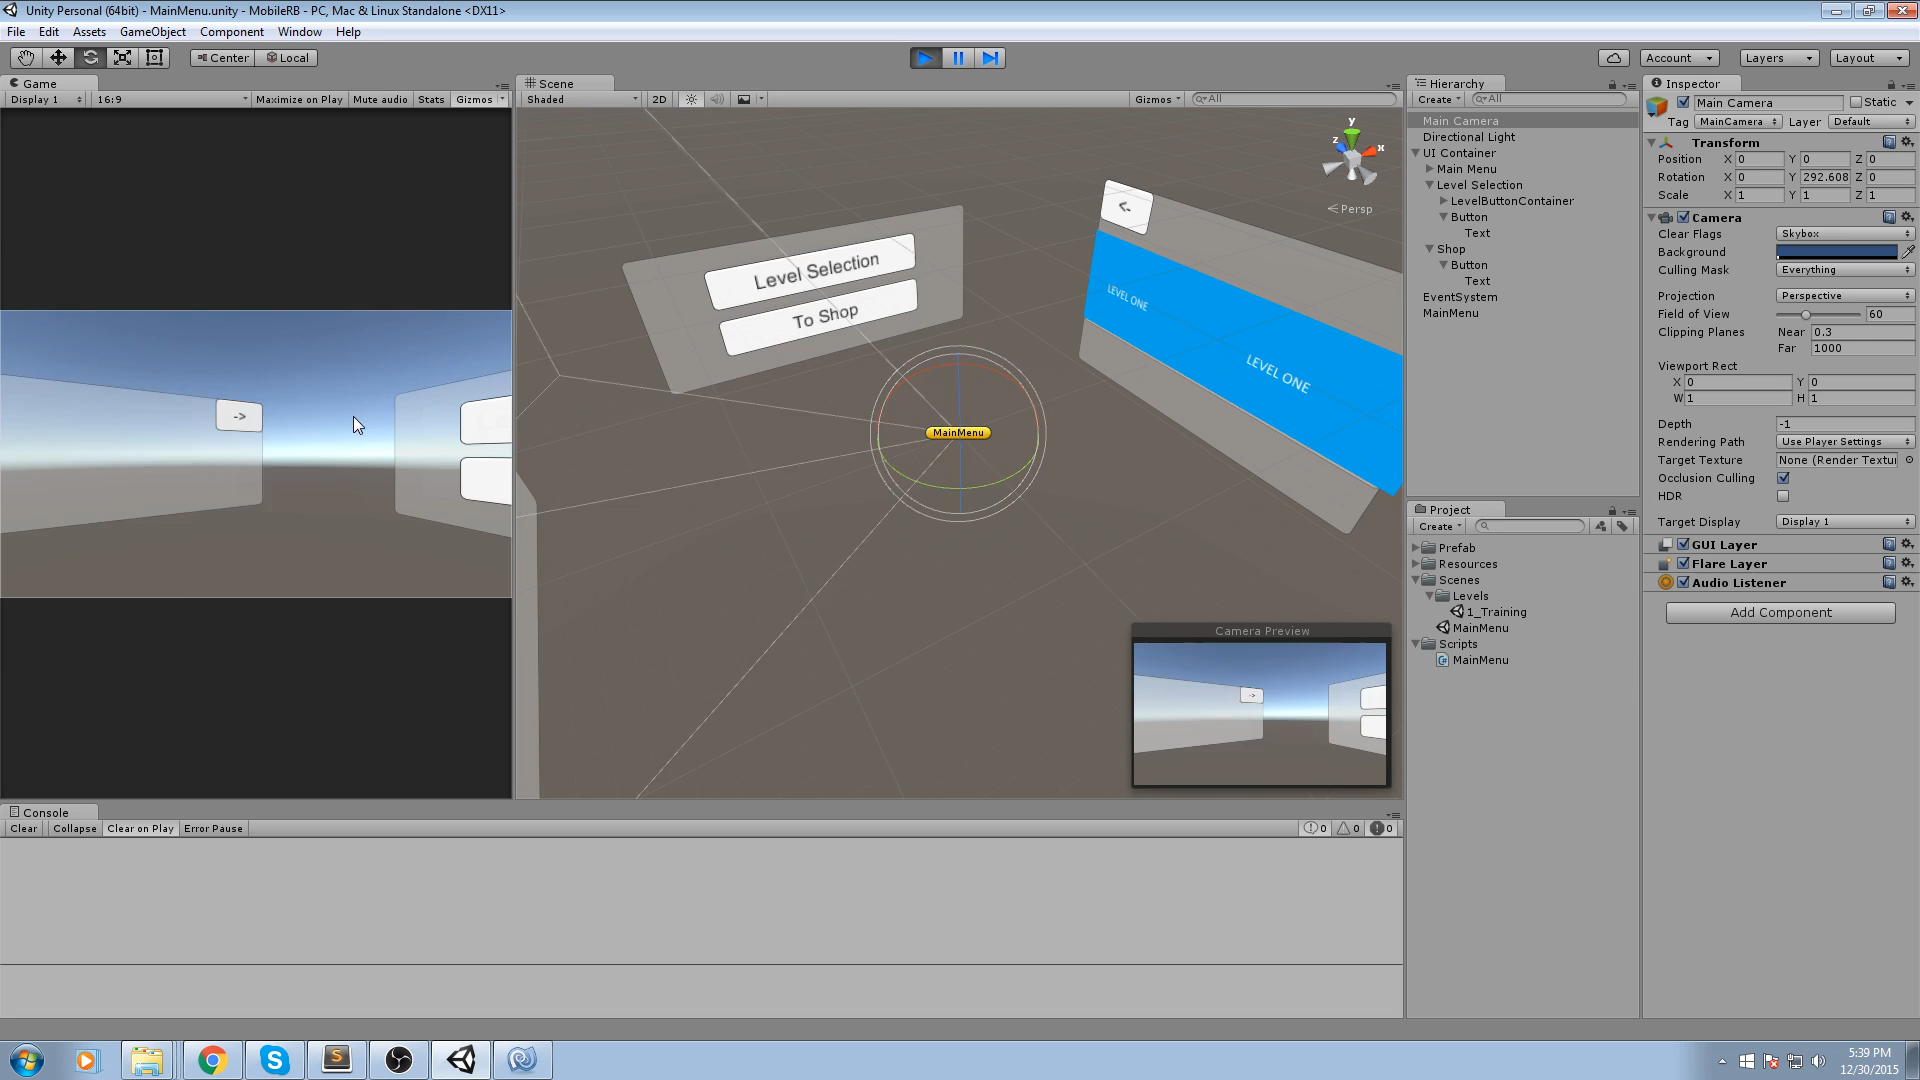 Unity Personal (64bit) - MainMenu.unity - MobileRB - PC, Mac & Linux Standalone <DX11>
File Edit Assets GameObject Component Window Help
Center Local
Account Layers Layout
Game
Display 1 16:9 Maximize on Play Mute audio Stats Gizmos
->
Scene
Shaded 2D Gizmos All
y
z
x
Persp
<-
Level Selection
To Shop
LEVEL ONE
LEVEL ONE
MainMenu
Camera Preview
->
Hierarchy
Create All
Main Camera
Directional Light
UI Container
Main Menu
Level Selection
LevelButtonContainer
Button
Text
Shop
Button
Text
EventSystem
MainMenu
Project
Create
Prefab
Resources
Scenes
Levels
1_Training
MainMenu
Scripts
MainMenu
Inspector
Main Camera Static
Tag MainCamera Layer Default
Transform
Position X 0 Y 0 Z 0
Rotation X 0 Y 292.608 Z 0
Scale X 1 Y 1 Z 1
Camera
Clear Flags Skybox
Background
Culling Mask Everything
Projection Perspective
Field of View 60
Clipping Planes Near 0.3
Far 1000
Viewport Rect
X 0 Y 0
W 1 H 1
Depth -1
Rendering Path Use Player Settings
Target Texture None (Render Textur
Occlusion Culling
HDR
Target Display Display 1
GUI Layer
Flare Layer
Audio Listener
Add Component
Console
Clear Collapse Clear on Play Error Pause 0 0 0
5:39 PM
12/30/2015